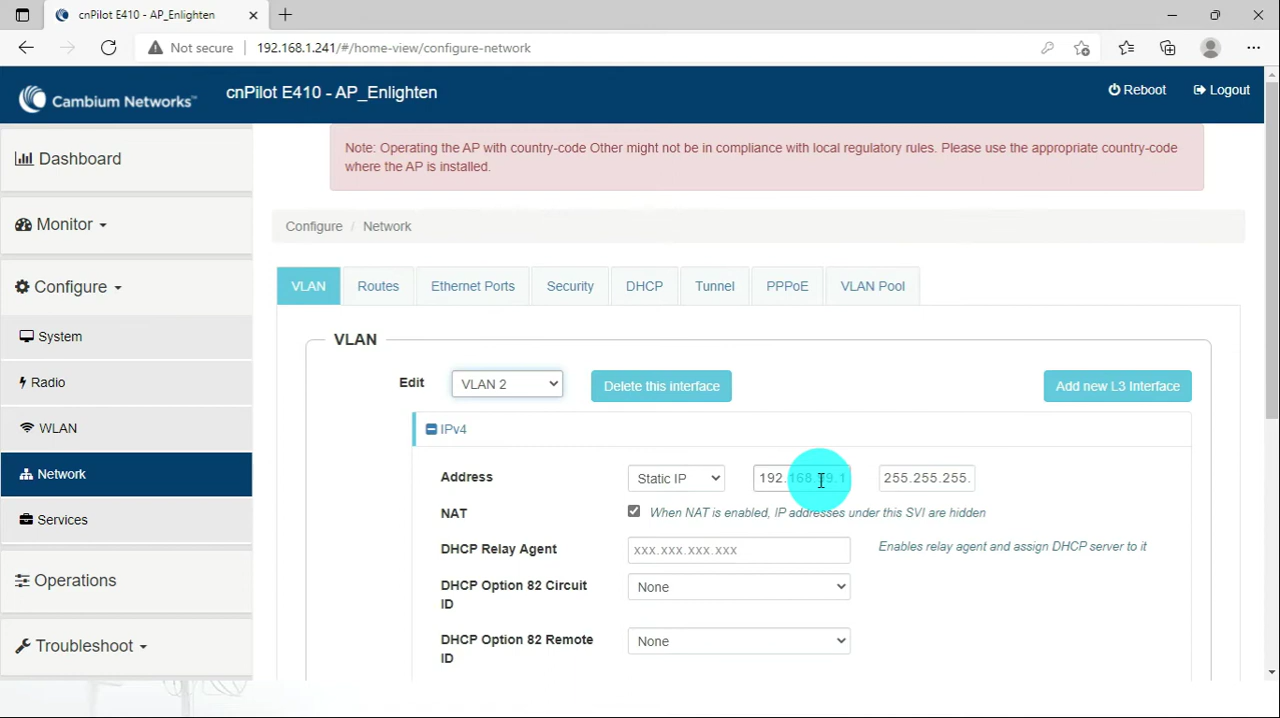 cnPilot E410 - AP_Enlighten
Not secure 192.168.1.241/#/home-view/configure-network
Cambium Networks™
cnPilot E410 - AP_Enlighten
Reboot
Logout
Note: Operating the AP with country-code Other might not be in compliance with local regulatory rules. Please use the appropriate country-code
where the AP is installed.
Dashboard
Monitor
Configure
System
Radio
WLAN
Network
Services
Operations
Troubleshoot
Configure / Network
VLAN Routes Ethernet Ports Security DHCP Tunnel PPPoE VLAN Pool
VLAN
Edit VLAN 2 Delete this interface Add new L3 Interface
IPv4
Address Static IP 255.255.255.
NAT When NAT is enabled, IP addresses under this SVI are hidden
DHCP Relay Agent xxx.xxx.xxx.xxx Enables relay agent and assign DHCP server to it
DHCP Option 82 Circuit None
ID
DHCP Option 82 Remote None
ID